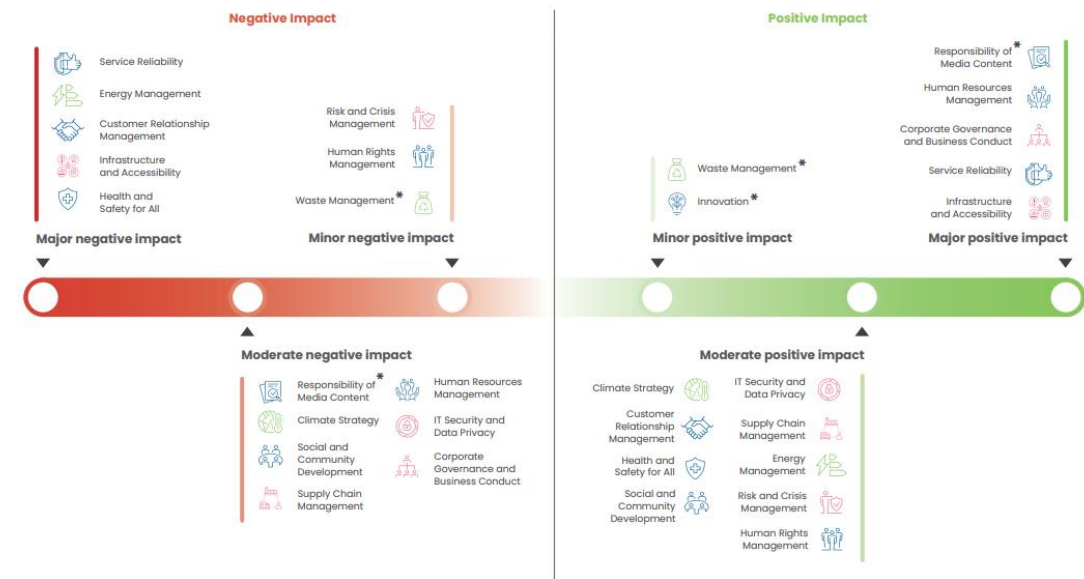 Negative Impact
Service Reliability
Energy Management
Customer Relationship
Management
Infrastructure
and Accessibility
Health and
Safety for All
Major negative impact
Risk and Crisis
Management
Human Rights
Management
Waste Management*
Minor negative impact
Moderate negative impact
Responsibility of*
Media Content
Climate Strategy
Social and
Community
Development
Supply Chain
Management
Human Resources
Management
IT Security and
Data Privacy
Corporate
Governance and
Business Conduct
Positive Impact
Waste Management*
Innovation*
Minor positive impact
Responsibility of*
Media Content
Human Resources
Management
Corporate Governance
and Business Conduct
Service Reliability
Infrastructure
and Accessibility
Major positive impact
Moderate positive impact
Climate Strategy
Customer
Relationship
Management
Health and
Safety for All
Social and
Community
Development
IT Security and
Data Privacy
Supply Chain
Management
Energy
Management
Risk and Crisis
Management
Human Rights
Management